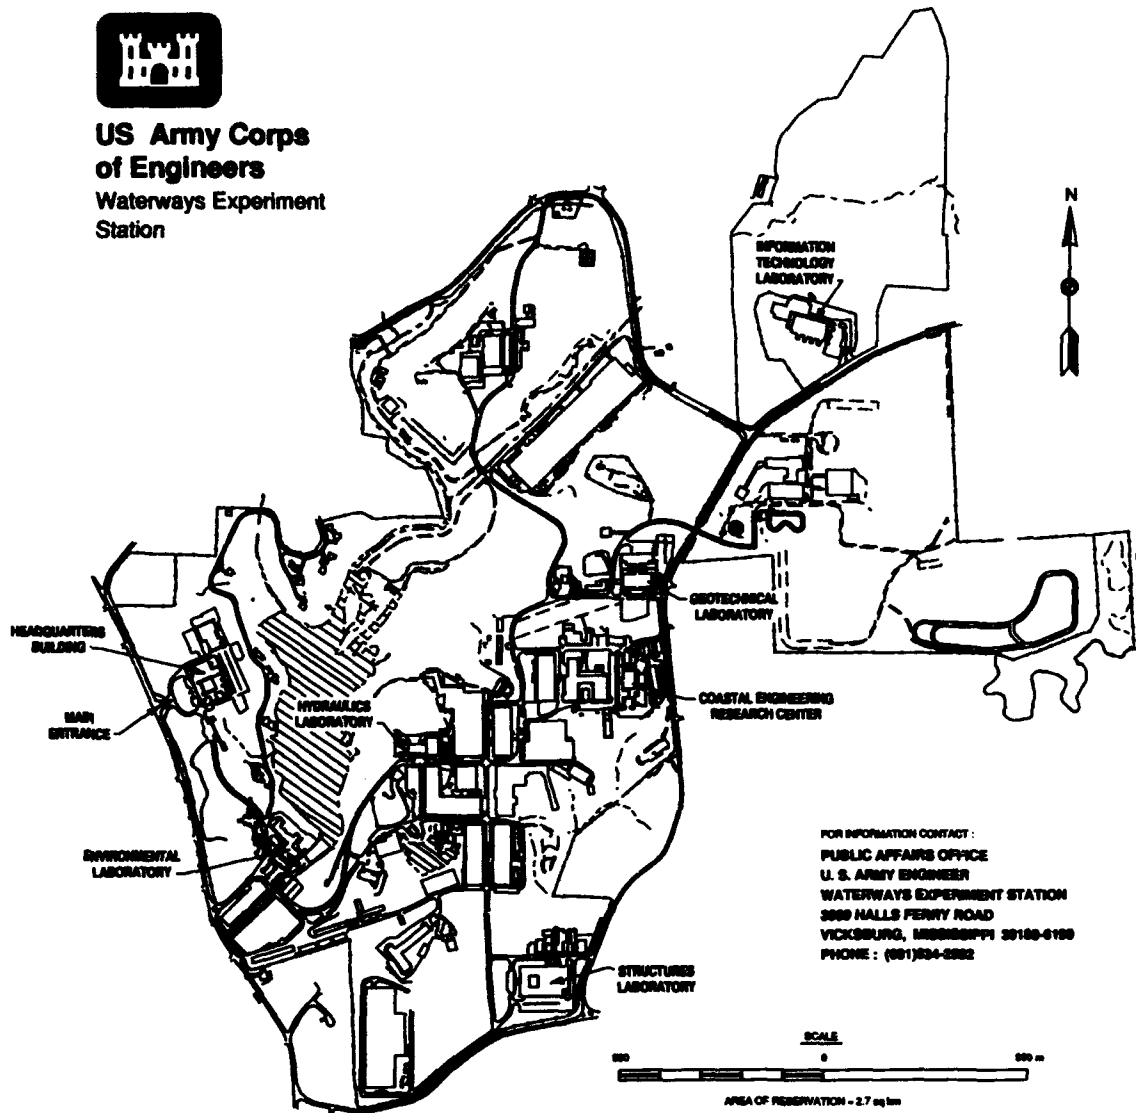 US Army Corps
of Engineers
Waterways Experiment
Station
N
INFORMATION
TECHNOLOGY
LABORATORY
HEADQUARTERS
BUILDING
MAIN
ENTRANCE
HYDRAULICS
LABORATORY
GEOTECHNICAL
LABORATORY
COASTAL ENGINEERING
RESEARCH CENTER
ENVIRONMENTAL
LABORATORY
STRUCTURES
LABORATORY
FOR INFORMATION CONTACT :
PUBLIC AFFAIRS OFFICE
U. S. ARMY ENGINEER
WATERWAYS EXPERIMENT STATION
HALLS FERRY ROAD
VICKSBURG, MISSISSIPPI
PHONE :
SCALE
0
m
AREA OF RESERVATION - 2.7 sq km